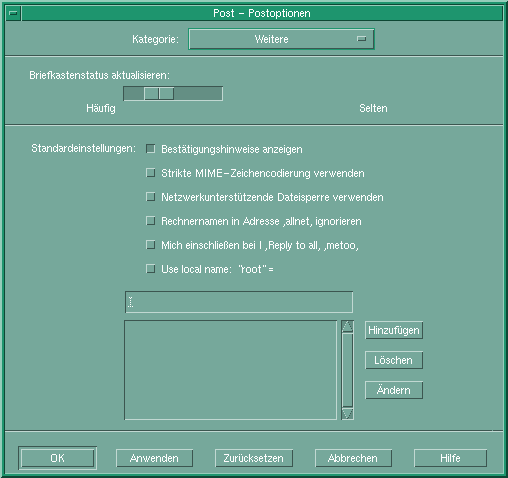 Post - Postoptionen
Kategorie: Weitere
Briefkastenstatus aktualisieren:
Häufig Selten
Standardeinstellungen: Bestätigungshinweise anzeigen
Strikte MIME-Zeichencodierung verwenden
Netzwerkunterstützende Dateisperre verwenden
Rechnernamen in Adresse ,allnet, ignorieren
Mich einschließen bei I ,Reply to all, ,metoo,
Use local name: "root" =
Hinzufügen
Löschen
Ändern
OK Anwenden Zurücksetzen Abbrechen Hilfe